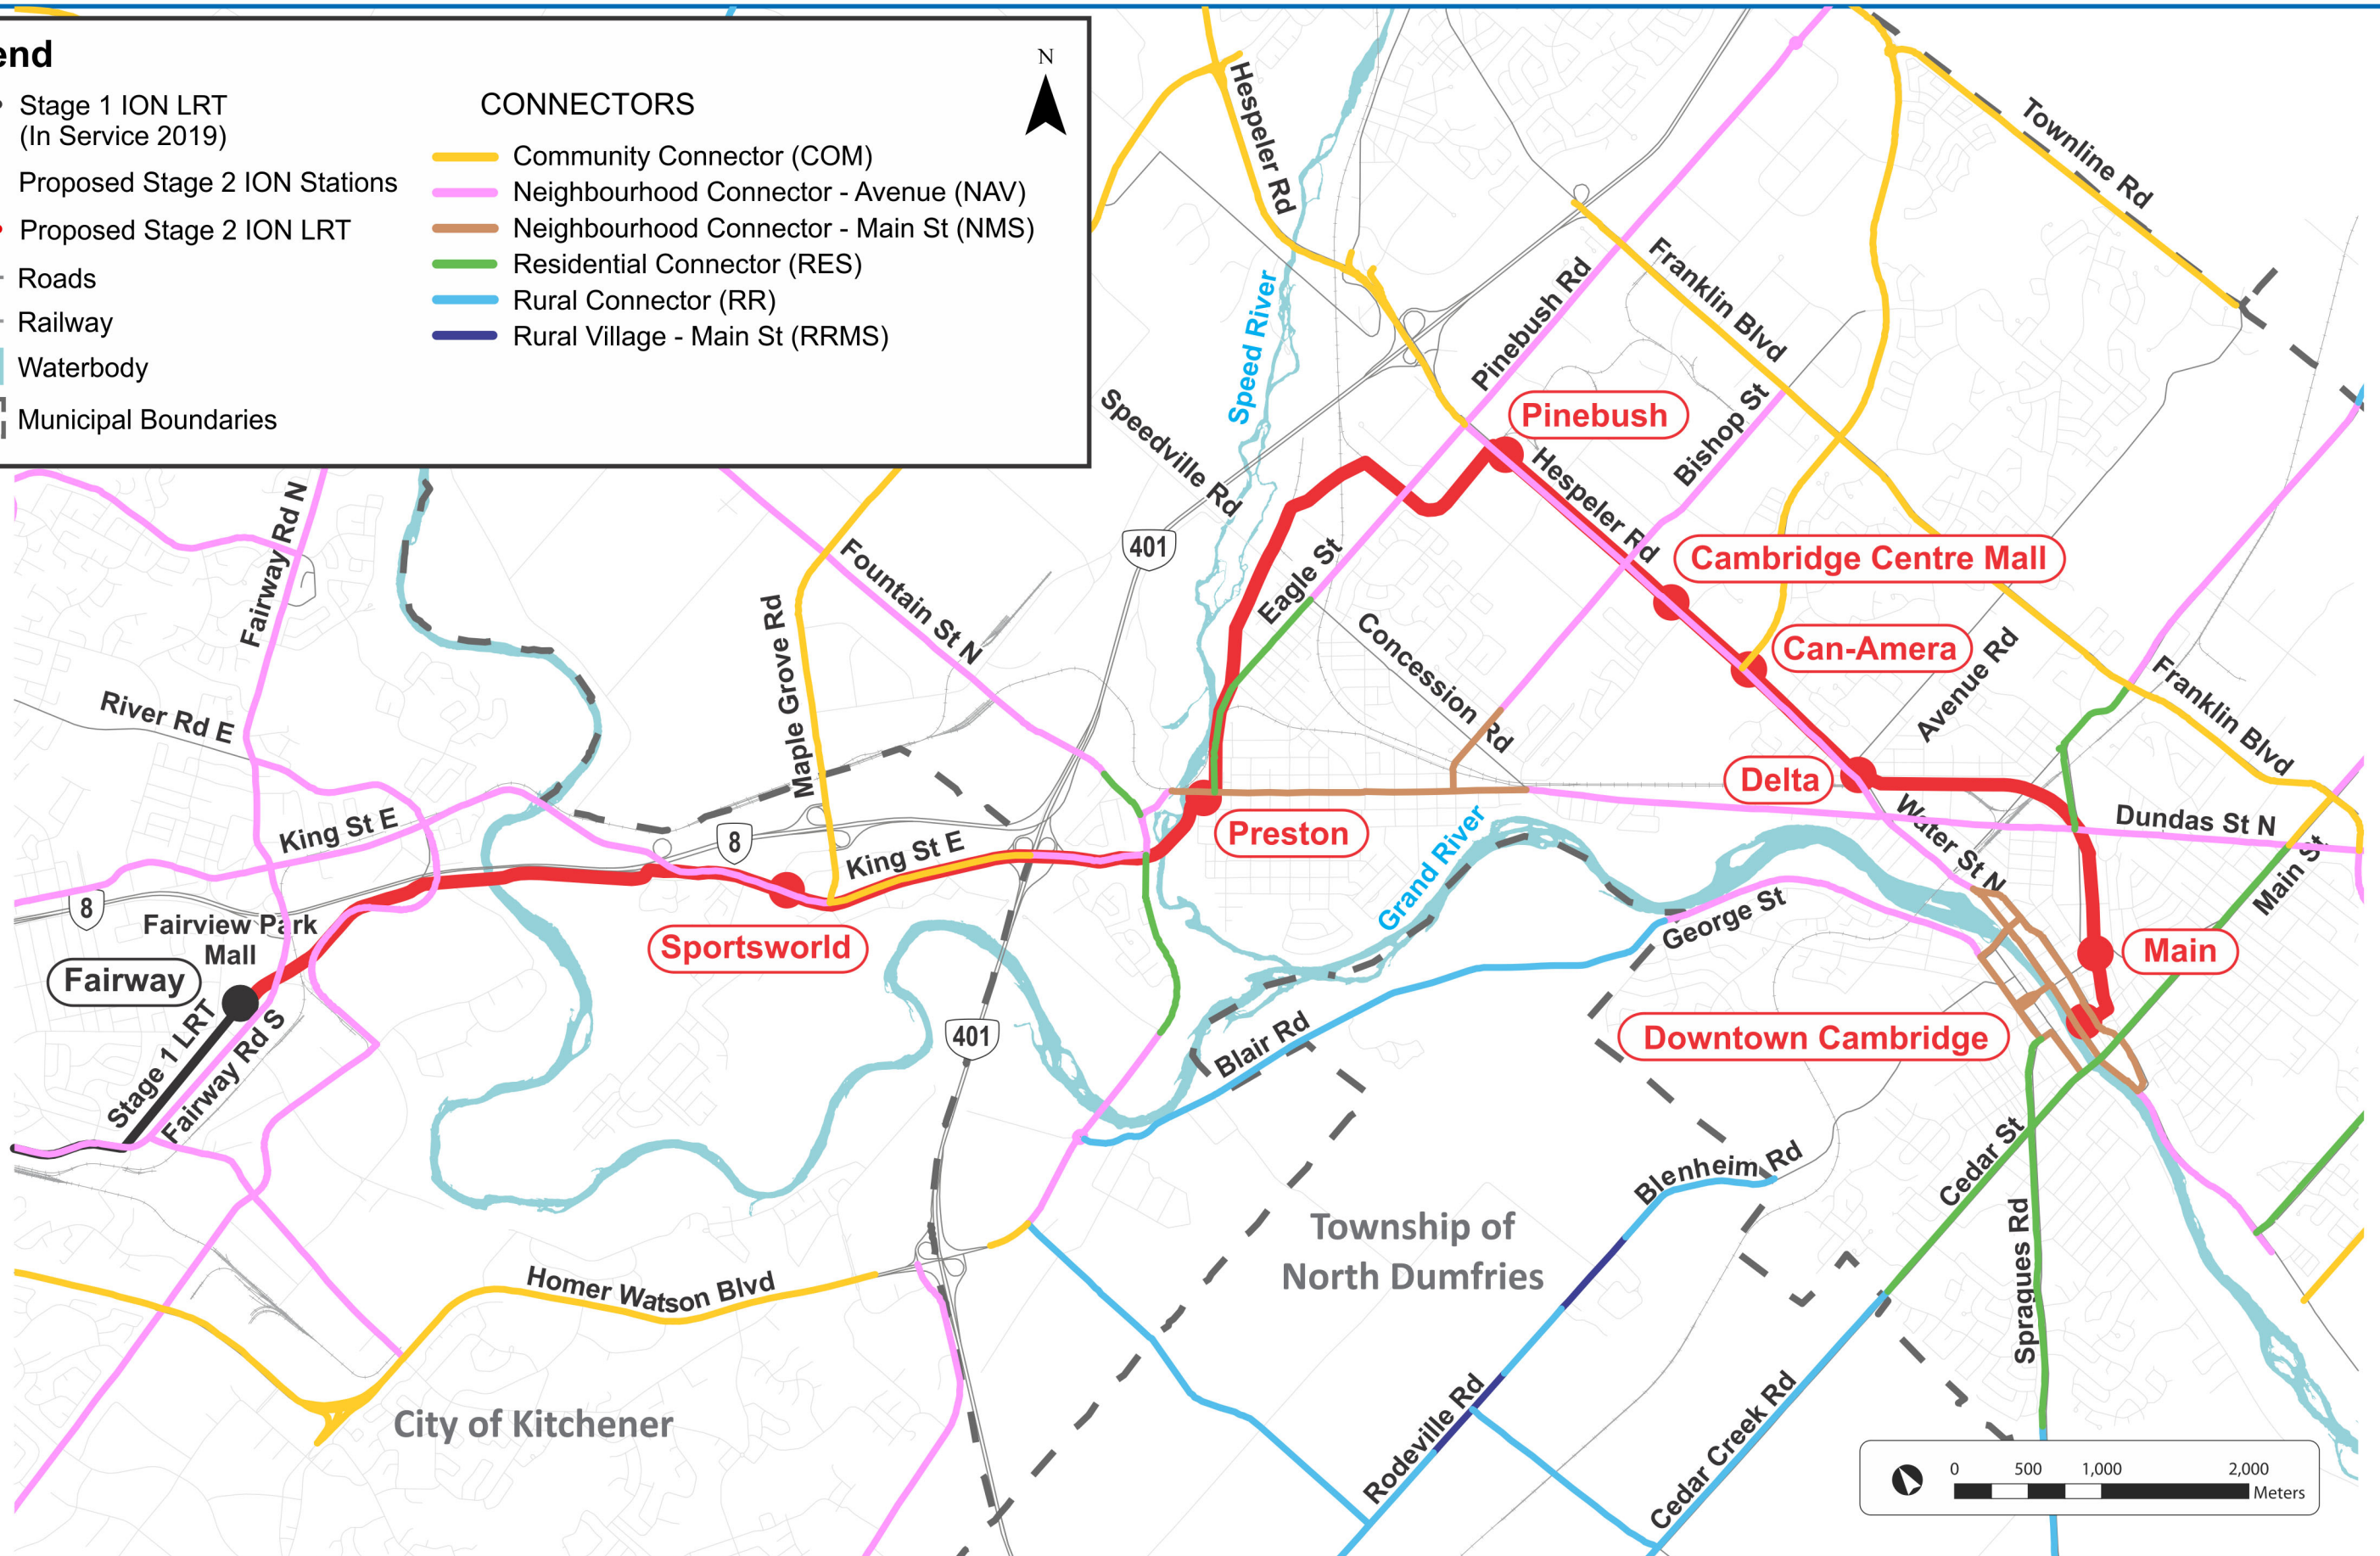 end
Stage 1 ION LRT
(In Service 2019)
Proposed Stage 2 ION Stations
Proposed Stage 2 ION LRT
Roads
Railway
Waterbody
Municipal Boundaries
CONNECTORS
Community Connector (COM)
Neighbourhood Connector - Avenue (NAV)
Neighbourhood Connector - Main St (NMS)
Residential Connector (RES)
Rural Connector (RR)
Rural Village - Main St (RRMS)
N
Hespeler Rd
Townline Rd
Speed River
Pinebush Rd
Franklin Blvd
Speedville Rd
Pinebush
Bishop St
Hespeler Rd
401
Cambridge Centre Mall
Fairway Rd N
Fountain St N
Eagle St
Maple Grove Rd
Concession Rd
Can-Amera
Avenue Rd
River Rd E
Franklin Blvd
Delta
King St E
8
King St E
Preston
Water St N
Dundas St N
Main St
Grand River
8
Fairview Park
Mall
Sportsworld
George St
Main
Fairway
Stage 1 LRT
Fairway Rd S
401
Blair Rd
Downtown Cambridge
Blenheim Rd
Cedar St
Township of
North Dumfries
Spragues Rd
Homer Watson Blvd
City of Kitchener
Rodeville Rd
Cedar Creek Rd
0 500 1,000 2,000
Meters